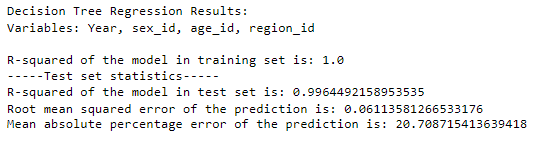 Decision Tree Regression Results:
Variables: Year, sex_id, age_id, region_id
R-squared of the model in training set is: 1.0
-----Test set statistics-----
R-squared of the model in test set is: 0.9964492158953535
Root mean squared error of the prediction is: 0.06113581266533176
Mean absolute percentage error of the prediction is: 20.708715413639418